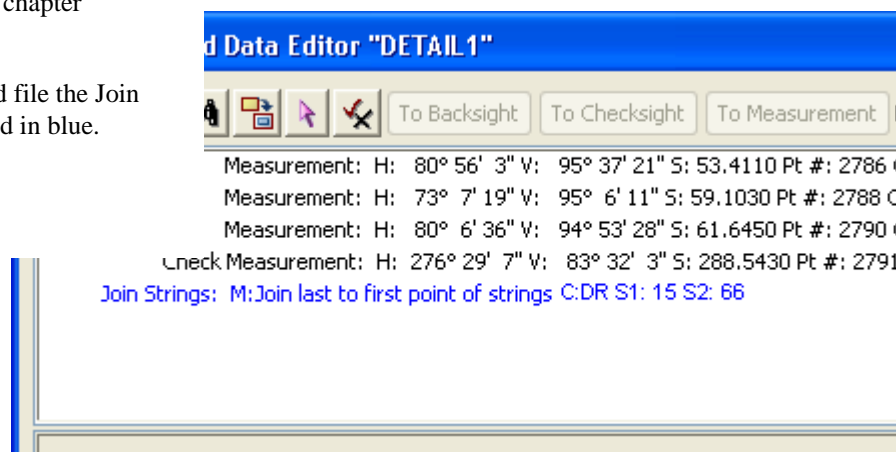 chapter
d file the Join
d in blue.
d Data Editor "DETAIL1"
To Backsight To Checksight To Measurement
Measurement: H: 80° 56' 3" V: 95° 37' 21" S: 53.4110 Pt #: 2786
Measurement: H: 73° 7' 19" V: 95° 6' 11" S: 59.1030 Pt #: 2788
Measurement: H: 80° 6' 36" V: 94° 53' 28" S: 61.6450 Pt #: 2790
Check Measurement: H: 276° 29' 7" V: 83° 32' 3" S: 288.5430 Pt #: 2791
Join Strings: M:Join last to first point of strings C:DR S1: 15 S2: 66